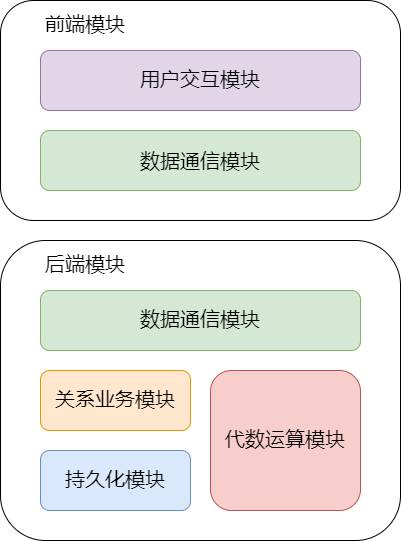 前端模块
用户交互模块
数据通信模块
后端模块
数据通信模块
关系业务模块
代数运算模块
持久化模块